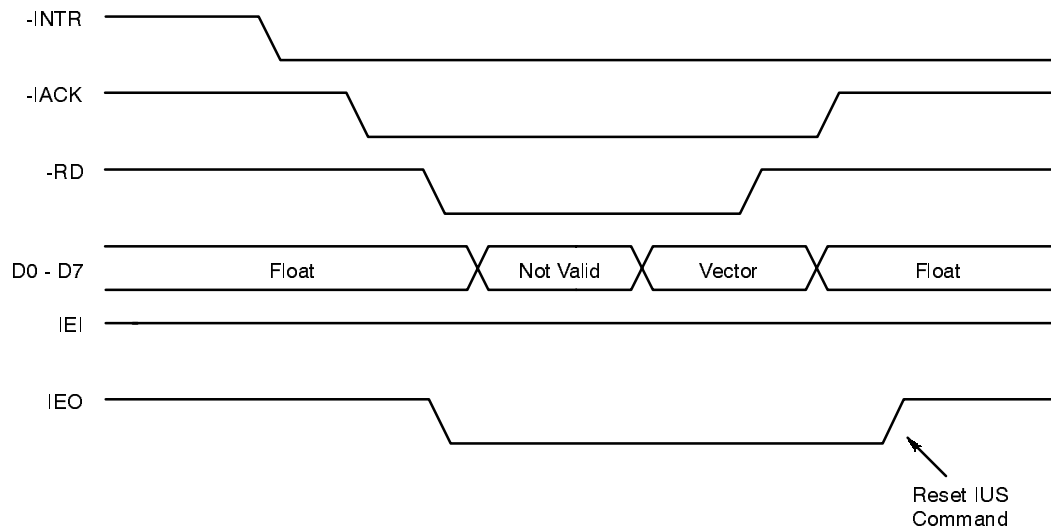 -INTR
-IACK
-RD
D0 - D7 Float Not Valid Vector Float
IEI
IEO
Reset IUS
Command